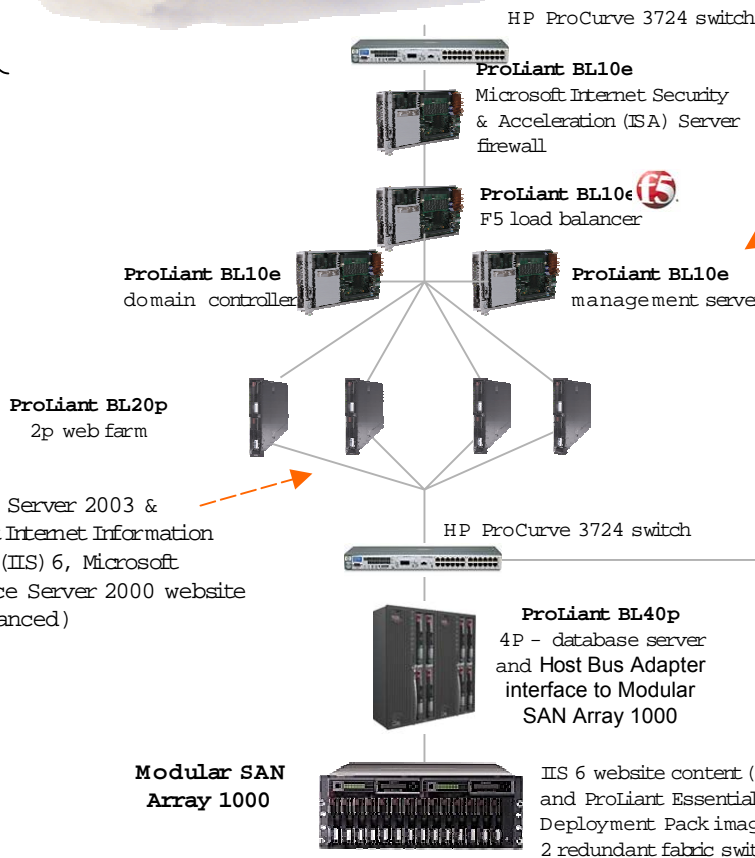 HP ProCurve 3724 switch
ProLiant BL10e
Microsoft Internet Security
& Acceleration (ISA) Server
firewall
ProLiant BL10e
f5
F5 load balancer
ProLiant BL10e
domain controller
ProLiant BL10e
management serve
ProLiant BL20p
2p web farm
Server 2003 &
Internet Information
(IIS) 6, Microsoft
ce Server 2000 website
anced)
HP ProCurve 3724 switch
ProLiant BL40p
4P - database server
and Host Bus Adapter
interface to Modular
SAN Array 1000
Modular SAN
Array 1000
IIS 6 website content (
and ProLiant Essential
Deployment Pack imag
2 redundant fabric swit